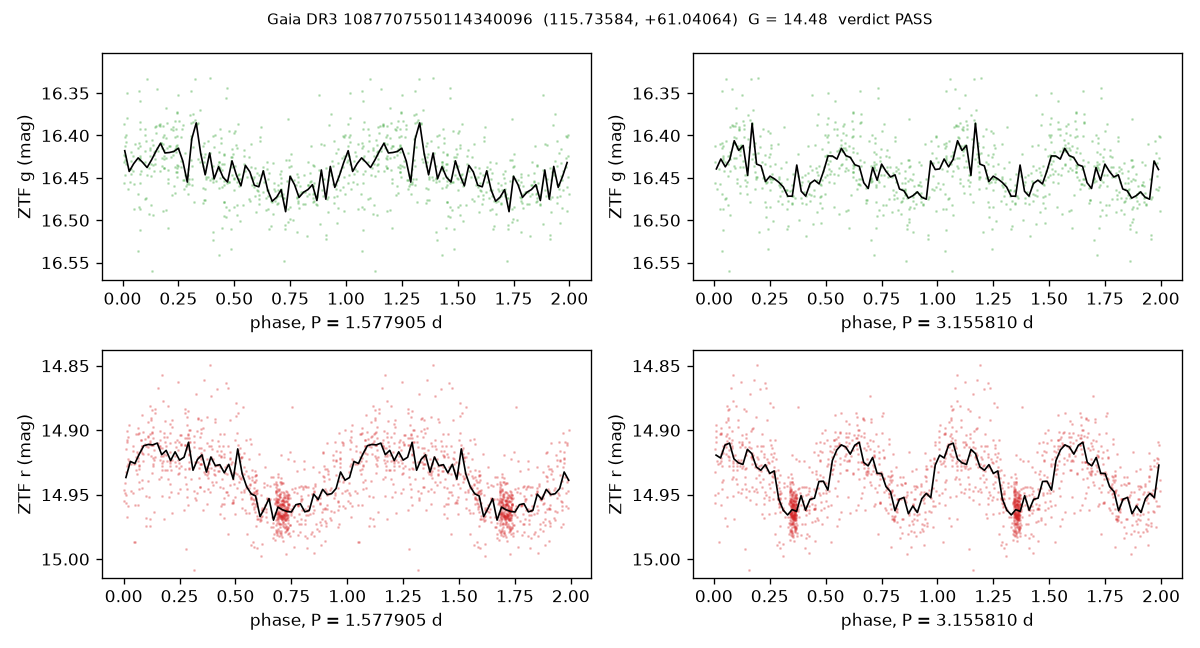 Gaia DR3 1087707550114340096  (115.73584, +61.04064)  G = 14.48  verdict PASS
ZTF g (mag)
16.35
16.40
16.45
16.50
16.55
0.00 0.25 0.50 0.75 1.00 1.25 1.50 1.75 2.00
phase, P = 1.577905 d
ZTF g (mag)
16.35
16.40
16.45
16.50
16.55
0.00 0.25 0.50 0.75 1.00 1.25 1.50 1.75 2.00
phase, P = 3.155810 d
ZTF r (mag)
14.85
14.90
14.95
15.00
0.00 0.25 0.50 0.75 1.00 1.25 1.50 1.75 2.00
phase, P = 1.577905 d
ZTF r (mag)
14.85
14.90
14.95
15.00
0.00 0.25 0.50 0.75 1.00 1.25 1.50 1.75 2.00
phase, P = 3.155810 d